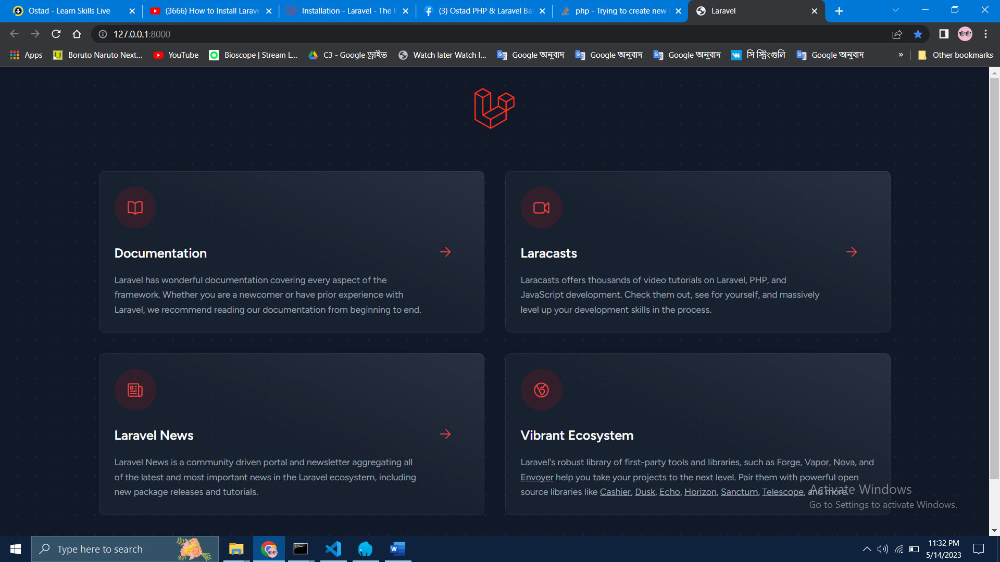 Ostad - Learn Skills Live
(3666) How to Install Larave
Installation - Laravel - The P
(3) Ostad PHP & Laravel Bat
php - Trying to create new
Laravel
127.0.0.1:8000
Apps
Boruto Naruto Next...
YouTube
Bioscope | Stream L...
C3 - Google ড্রাইভ
Watch later Watch l...
Google অনুবাদ
Google অনুবাদ
Google অনুবাদ
সি স্ট্রিংগুলি
Google অনুবাদ
»
Other bookmarks
Documentation
Laravel has wonderful documentation covering every aspect of the
framework. Whether you are a newcomer or have prior experience with
Laravel, we recommend reading our documentation from beginning to end.
Laracasts
Laracasts offers thousands of video tutorials on Laravel, PHP, and
JavaScript development. Check them out, see for yourself, and massively
level up your development skills in the process.
Laravel News
Laravel News is a community driven portal and newsletter aggregating all
of the latest and most important news in the Laravel ecosystem, including
new package releases and tutorials.
Vibrant Ecosystem
Laravel's robust library of first-party tools and libraries, such as Forge, Vapor, Nova, and
Envoyer help you take your projects to the next level. Pair them with powerful open
source libraries like Cashier, Dusk, Echo, Horizon, Sanctum, Telescope, and more.
Activate Windows
Go to Settings to activate Windows.
Type here to search
11:32 PM
5/14/2023